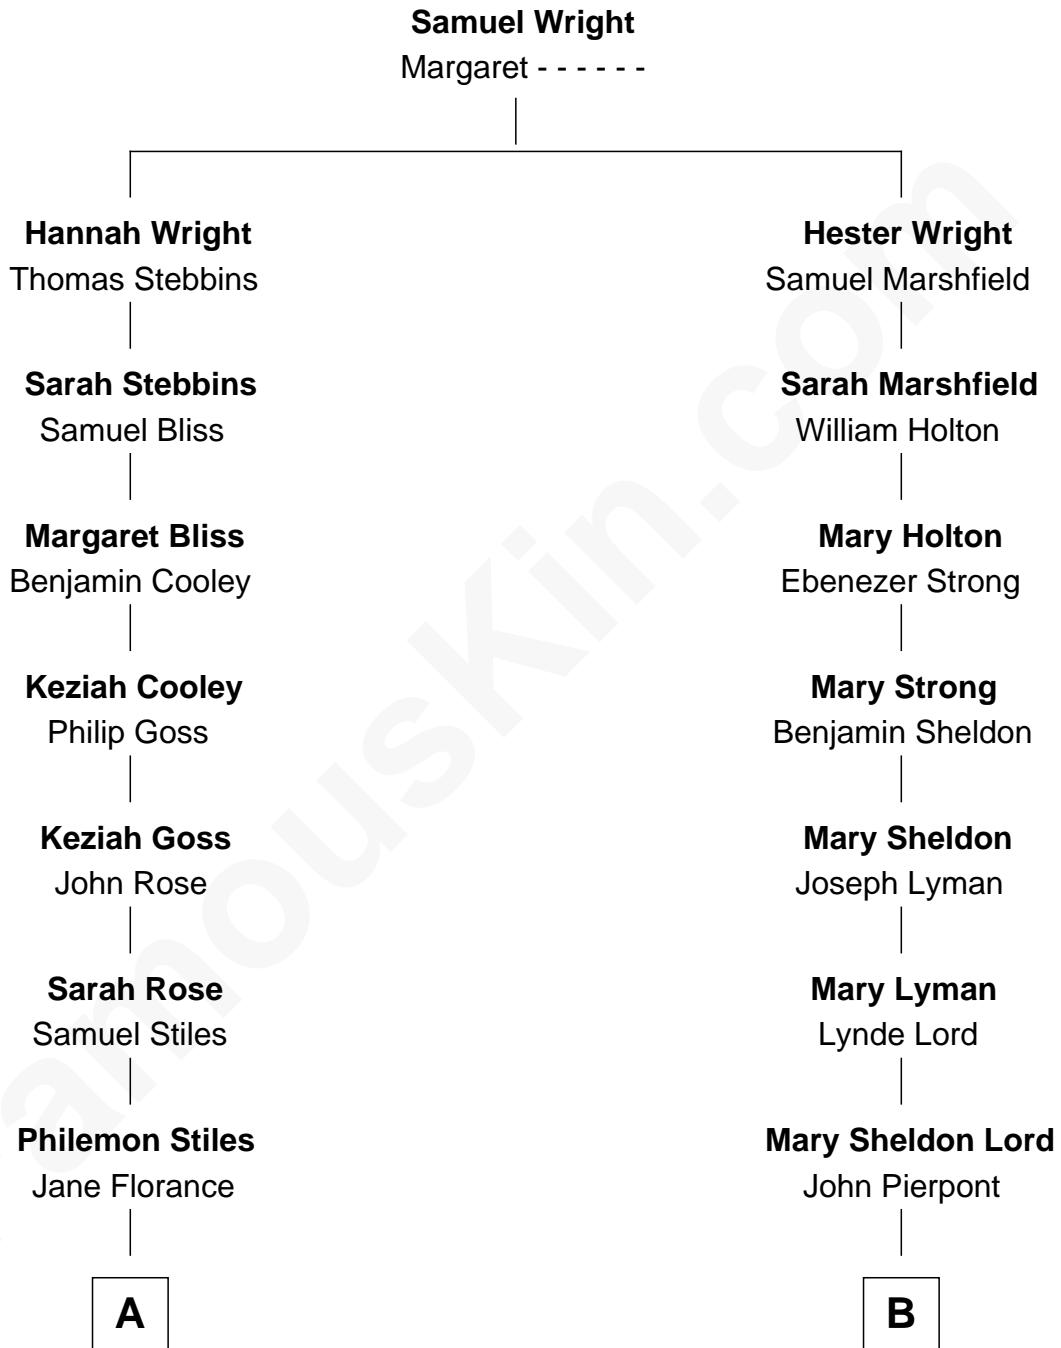 Samuel Wright
Margaret - - - - - -
Hannah Wright
Thomas Stebbins
Hester Wright
Samuel Marshfield
Sarah Stebbins
Samuel Bliss
Sarah Marshfield
William Holton
Margaret Bliss
Benjamin Cooley
Mary Holton
Ebenezer Strong
Keziah Cooley
Philip Goss
Mary Strong
Benjamin Sheldon
Keziah Goss
John Rose
Mary Sheldon
Joseph Lyman
Sarah Rose
Samuel Stiles
Mary Lyman
Lynde Lord
Philemon Stiles
Jane Florance
Mary Sheldon Lord
John Pierpont
A
B
amouskin.com